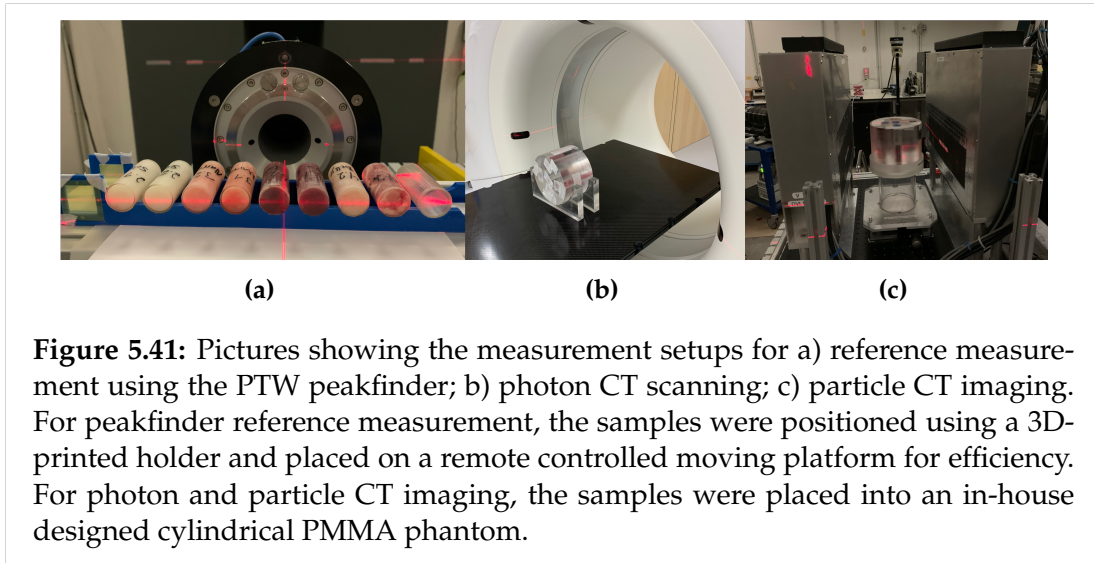 (a)
(b)
(c)
Figure 5.41: Pictures showing the measurement setups for a) reference measure-
ment using the PTW peakfinder; b) photon CT scanning; c) particle CT imaging.
For peakfinder reference measurement, the samples were positioned using a 3D-
printed holder and placed on a remote controlled moving platform for efficiency.
For photon and particle CT imaging, the samples were placed into an in-house
designed cylindrical PMMA phantom.